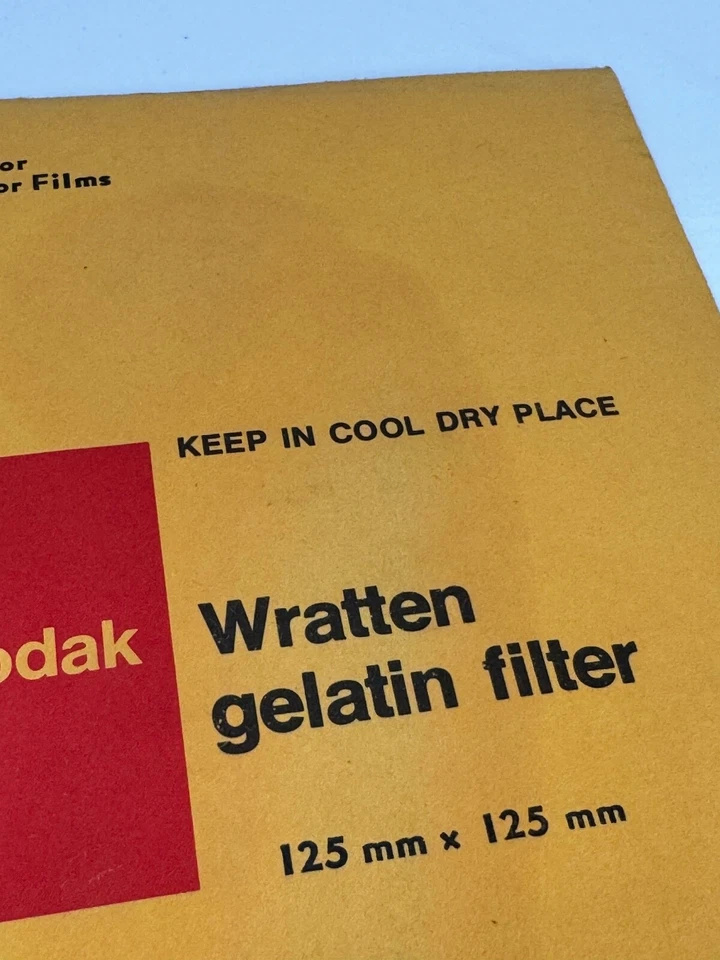 or
or Films
KEEP IN COOL DRY PLACE
odak
Wratten
gelatin filter
125 mm x 125 mm